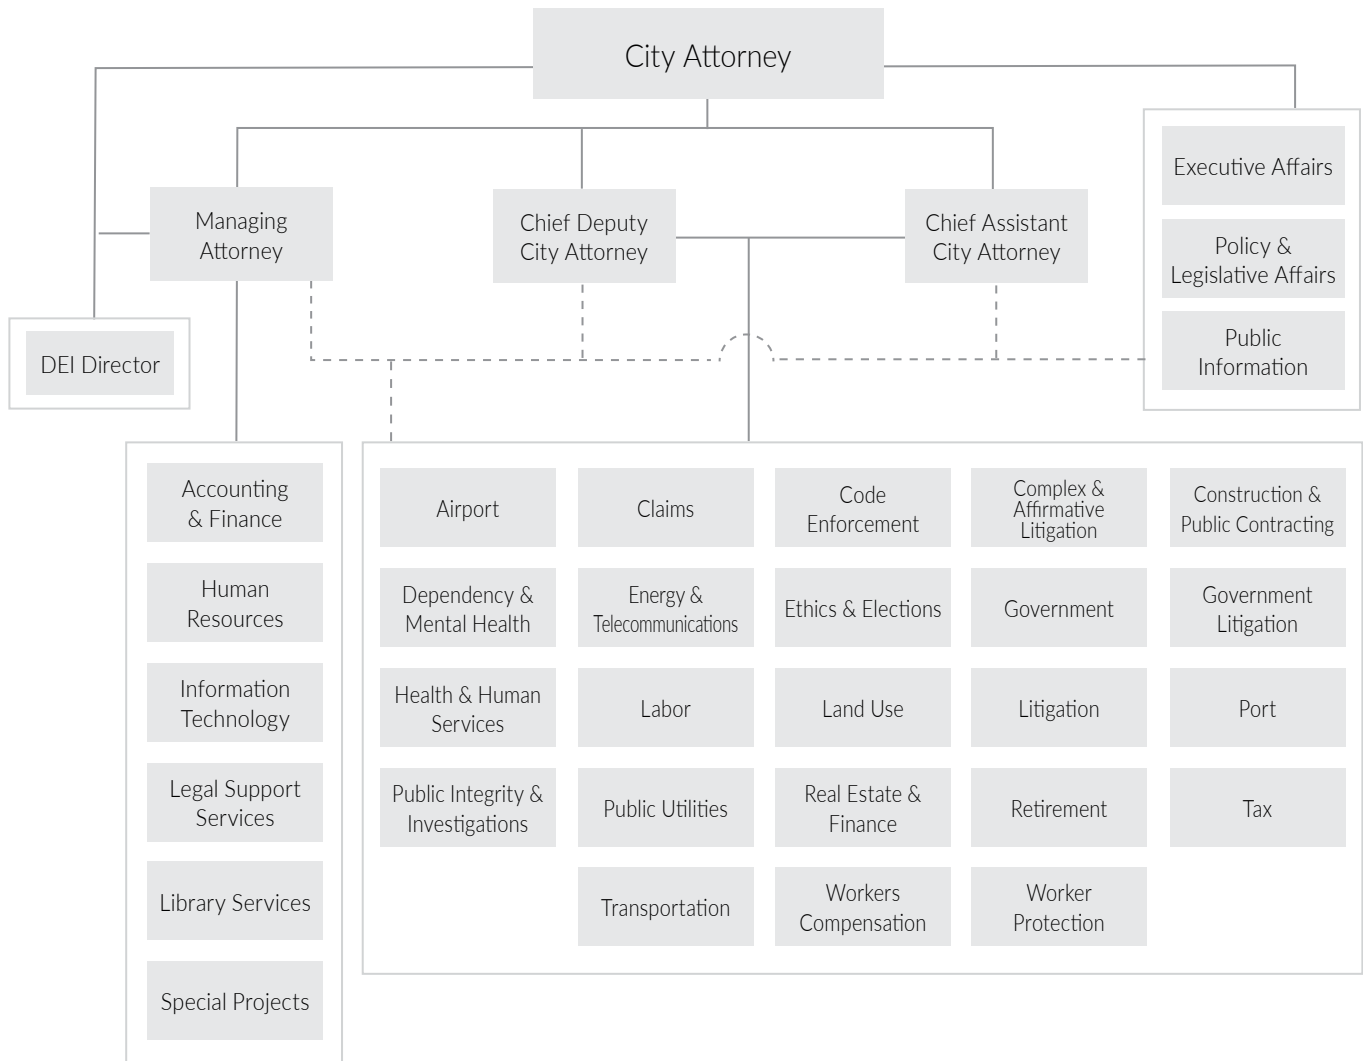 City Attorney
Managing
Attorney
Chief Deputy
City Attorney
Chief Assistant
City Attorney
Executive Affairs
Policy &
Legislative Affairs
Public
Information
DEI Director
Accounting
& Finance
Human
Resources
Information
Technology
Legal Support
Services
Library Services
Special Projects
Airport
Claims
Code
Enforcement
Complex &
Affirmative
Litigation
Construction &
Public Contracting
Dependency &
Mental Health
Energy &
Telecommunications
Ethics & Elections
Government
Government
Litigation
Health & Human
Services
Labor
Land Use
Litigation
Port
Public Integrity &
Investigations
Public Utilities
Real Estate &
Finance
Retirement
Tax
Transportation
Workers
Compensation
Worker
Protection